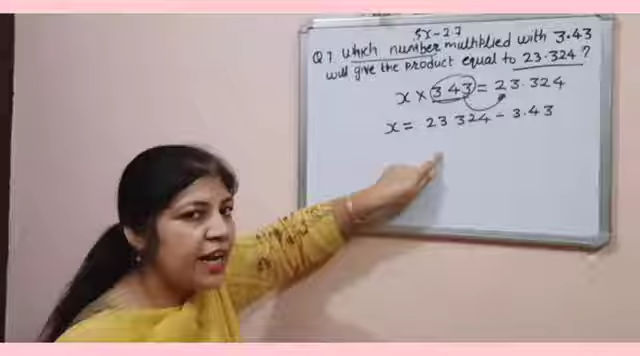 5x-2.7
Q7 Which number multiplied with 3.43
will give the product equal to 23.324?
x × 3 43 = 23.324
x = 23 324 - 3.43